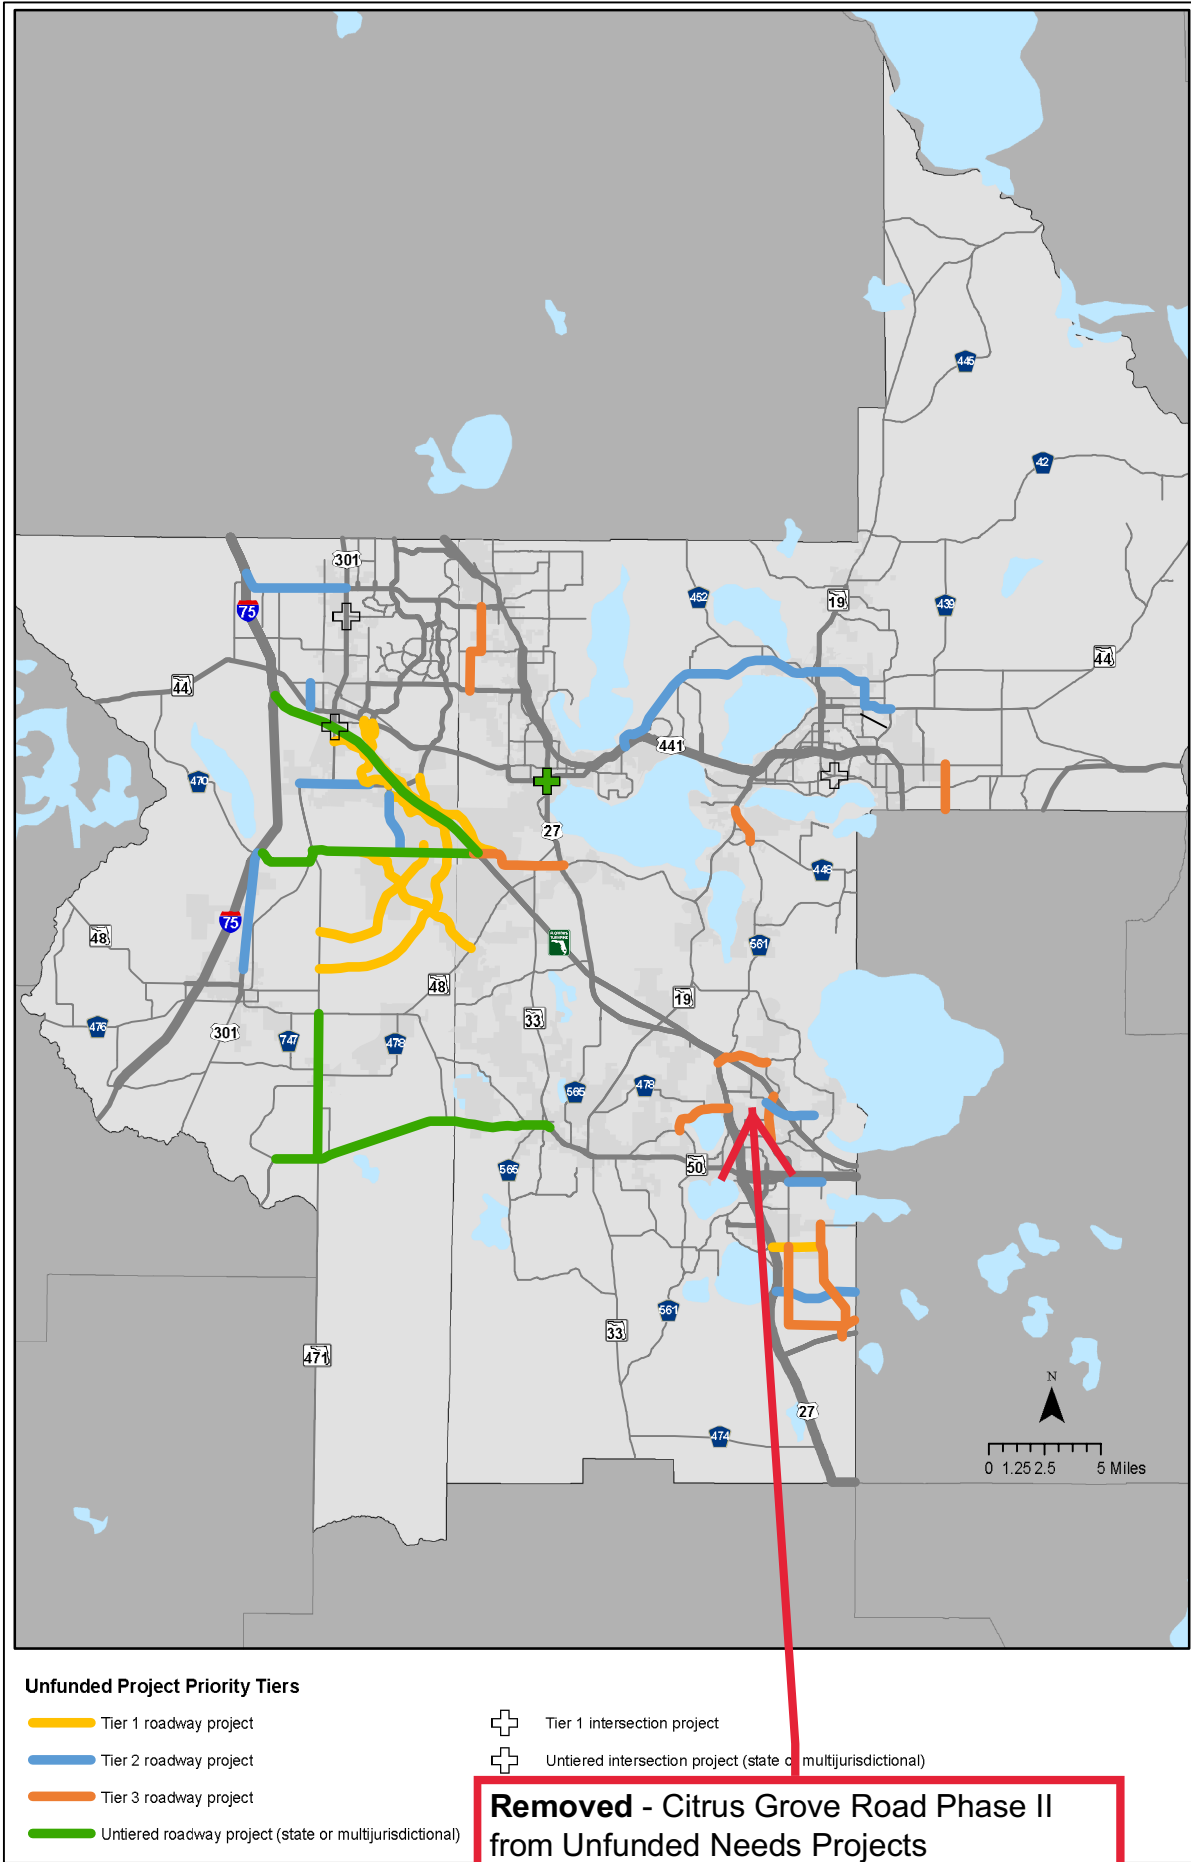 445
42
301
75
452
19
439
44
44
441
470
27
448
75
48
561
48
19
33
476
301
747
478
478
565
50
565
561
33
471
N
27
474
0 1.25 2.5 5 Miles
Unfunded Project Priority Tiers
Tier 1 roadway project
Tier 2 roadway project
Tier 3 roadway project
Untiered roadway project (state or multijurisdictional)
Tier 1 intersection project
Untiered intersection project (state or multijurisdictional)
Removed - Citrus Grove Road Phase II
from Unfunded Needs Projects